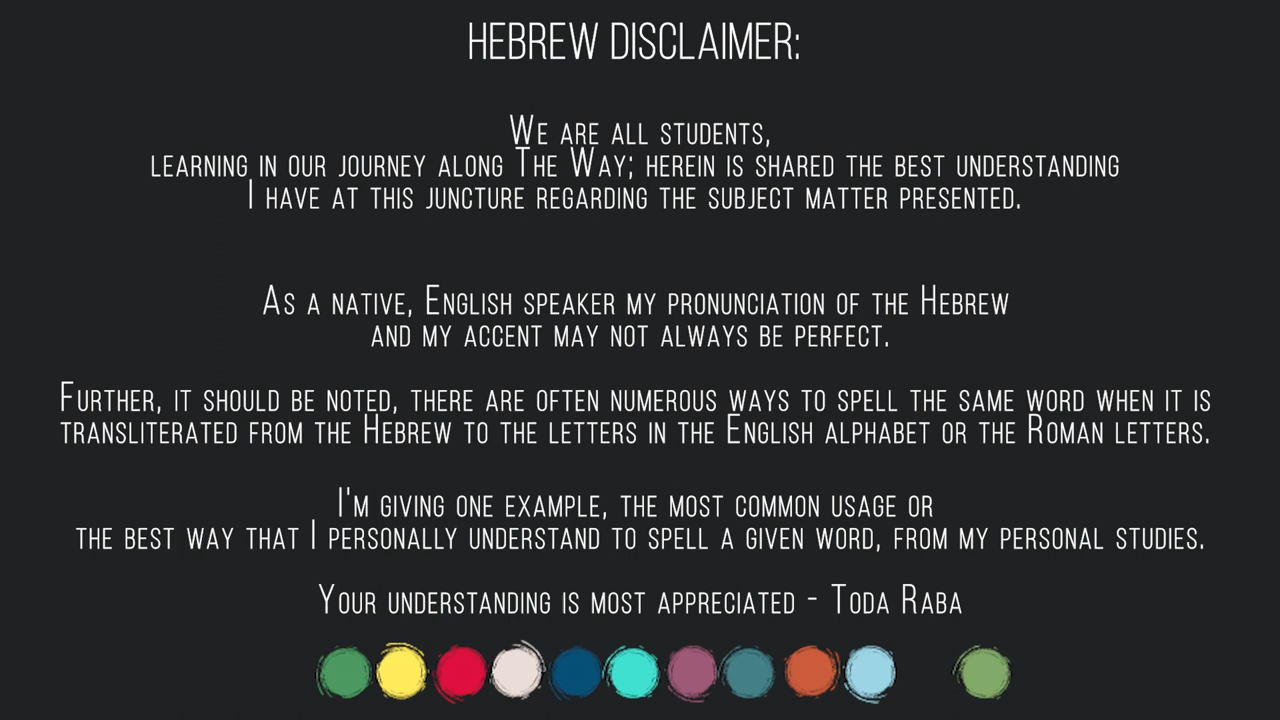 HEBREW DISCLAIMER:
We are all students,
learning in our journey along The Way; herein is shared the best understanding
I have at this juncture regarding the subject matter presented.
As a native, English speaker my pronunciation of the Hebrew
and my accent may not always be perfect.
Further, it should be noted, there are often numerous ways to spell the same word when it is
transliterated from the Hebrew to the letters in the English alphabet or the Roman letters.
I'm giving one example, the most common usage or
the best way that I personally understand to spell a given word, from my personal studies.
Your understanding is most appreciated - Toda Raba